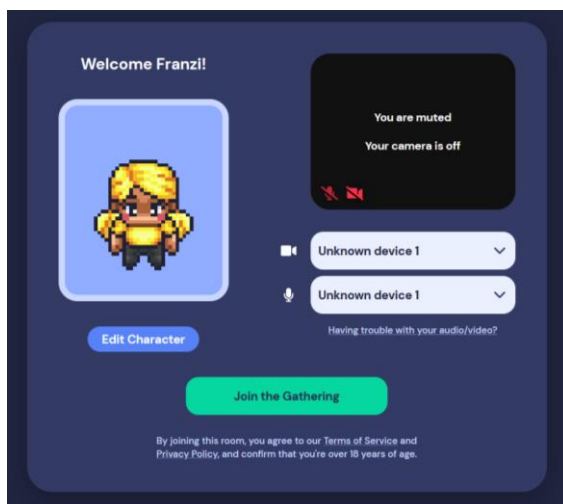 Welcome Franzi!
You are muted
Your camera is off
Unknown device 1
Unknown device 1
Having trouble with your audio/video?
Edit Character
Join the Gathering
By joining this room, you agree to our Terms of Service and
Privacy Policy, and confirm that you're over 18 years of age.